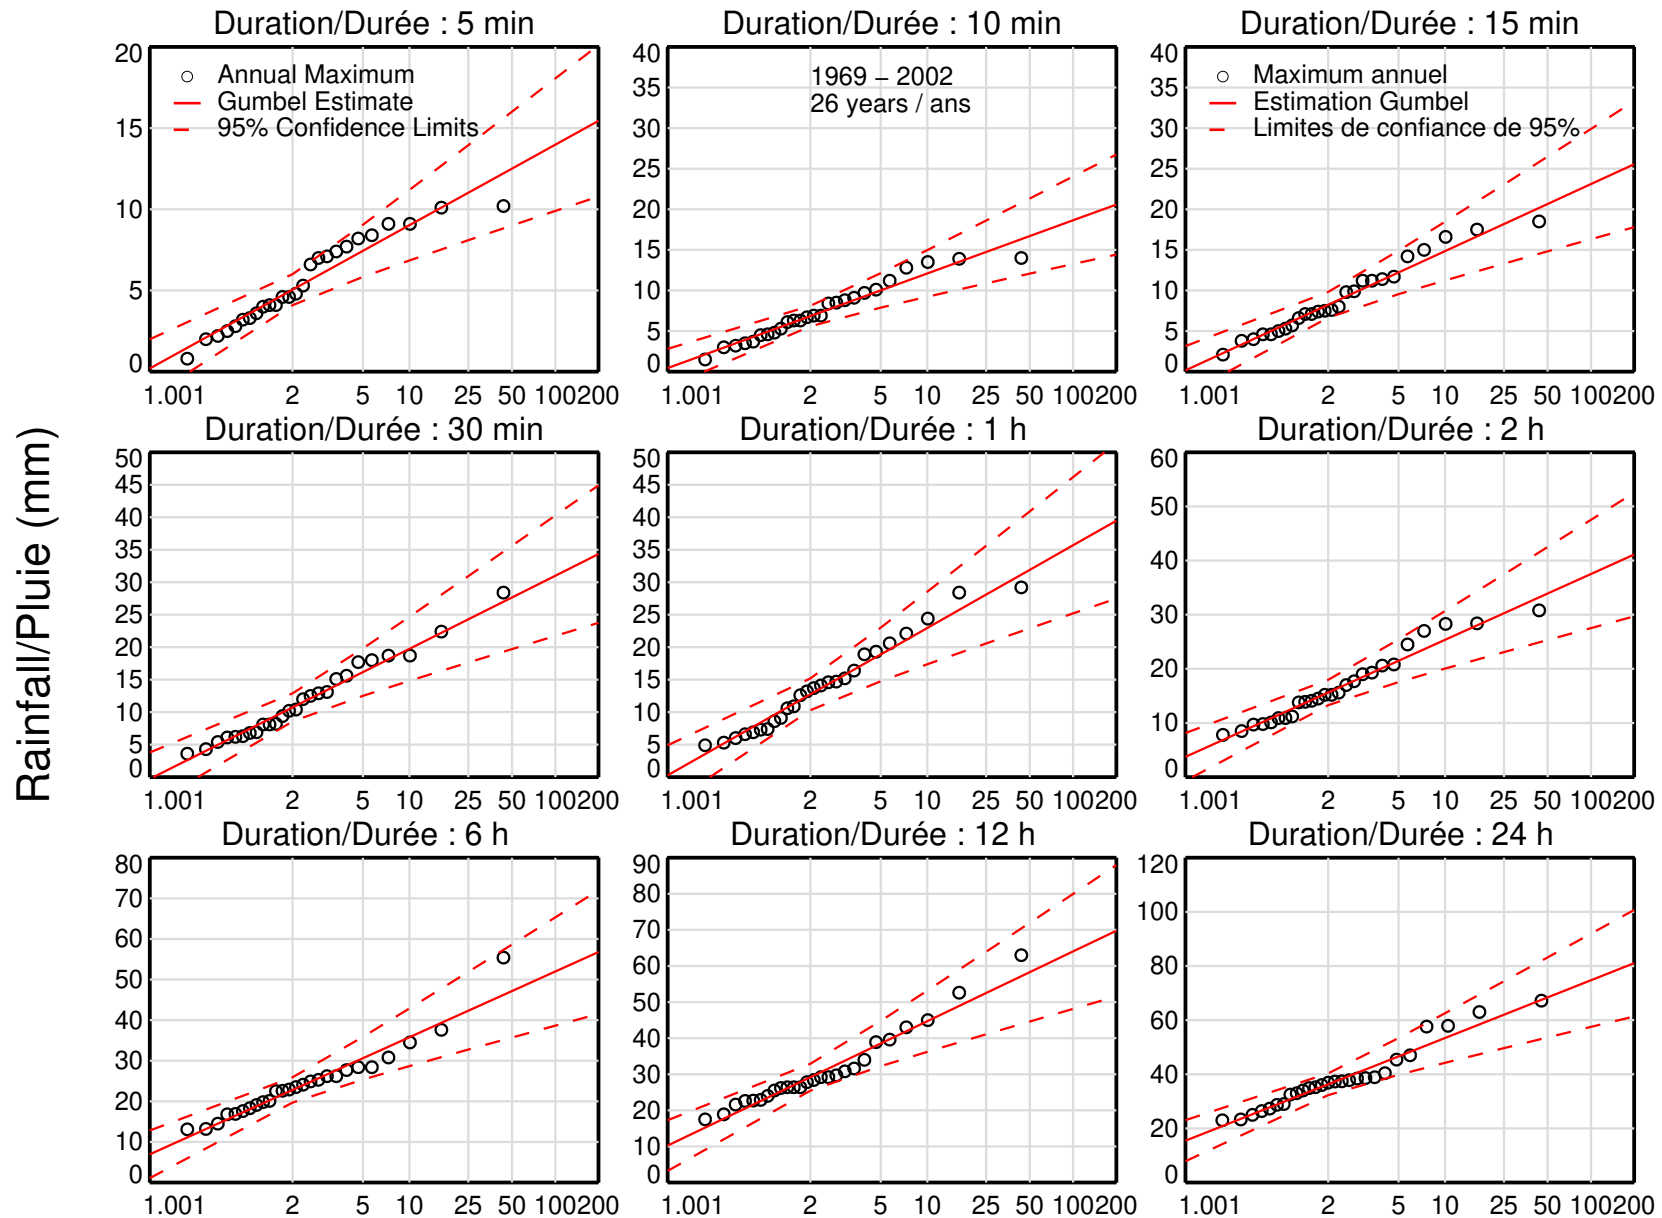 Rainfall/Pluie (mm)
Duration/Durée : 5 min
20
15
10
5
0
Annual Maximum
Gumbel Estimate
95% Confidence Limits
1.001 2 5 10 25 50 100 200
Duration/Durée : 10 min
40
35
30
25
20
15
10
5
0
1969 – 2002
26 years / ans
1.001 2 5 10 25 50 100 200
Duration/Durée : 15 min
40
35
30
25
20
15
10
5
0
Maximum annuel
Estimation Gumbel
Limites de confiance de 95%
1.001 2 5 10 25 50 100 200
Duration/Durée : 30 min
50
45
40
35
30
25
20
15
10
5
0
1.001 2 5 10 25 50 100 200
Duration/Durée : 1 h
50
45
40
35
30
25
20
15
10
5
0
1.001 2 5 10 25 50 100 200
Duration/Durée : 2 h
60
50
40
30
20
10
0
1.001 2 5 10 25 50 100 200
Duration/Durée : 6 h
80
70
60
50
40
30
20
10
0
1.001 2 5 10 25 50 100 200
Duration/Durée : 12 h
90
80
70
60
50
40
30
20
10
0
1.001 2 5 10 25 50 100 200
Duration/Durée : 24 h
120
100
80
60
40
20
0
1.001 2 5 10 25 50 100 200